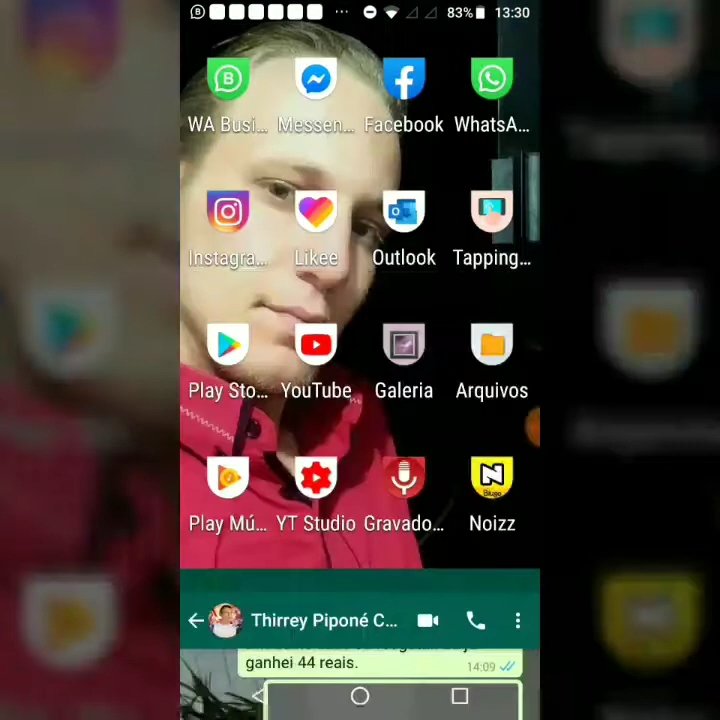 83% 13:30
WA Busi... Messen... Facebook WhatsA...
Instagra... Likee Outlook Tapping...
Play Sto... YouTube Galeria Arquivos
Play Mú... YT Studio Gravado... Noizz
Thirrey Piponé C...
ganhei 44 reais.
14:09